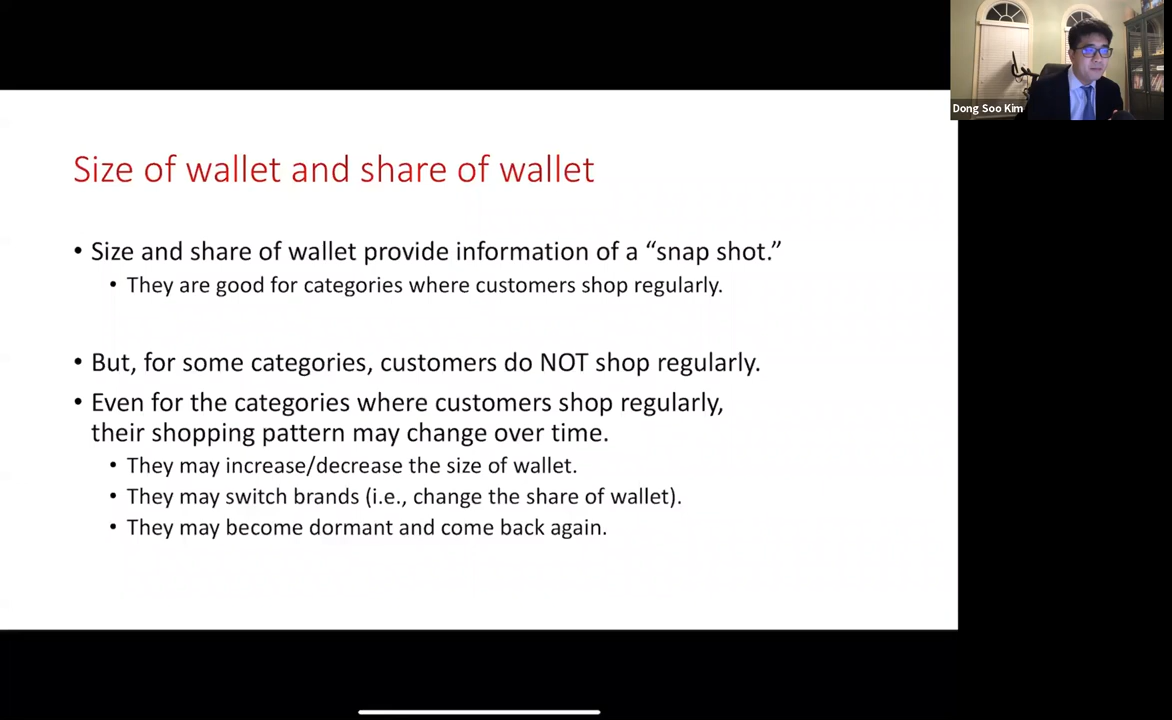 Dong Soo Kim
Size of wallet and share of wallet
• Size and share of wallet provide information of a “snap shot.”
• They are good for categories where customers shop regularly.
• But, for some categories, customers do NOT shop regularly.
• Even for the categories where customers shop regularly,
their shopping pattern may change over time.
• They may increase/decrease the size of wallet.
• They may switch brands (i.e., change the share of wallet).
• They may become dormant and come back again.